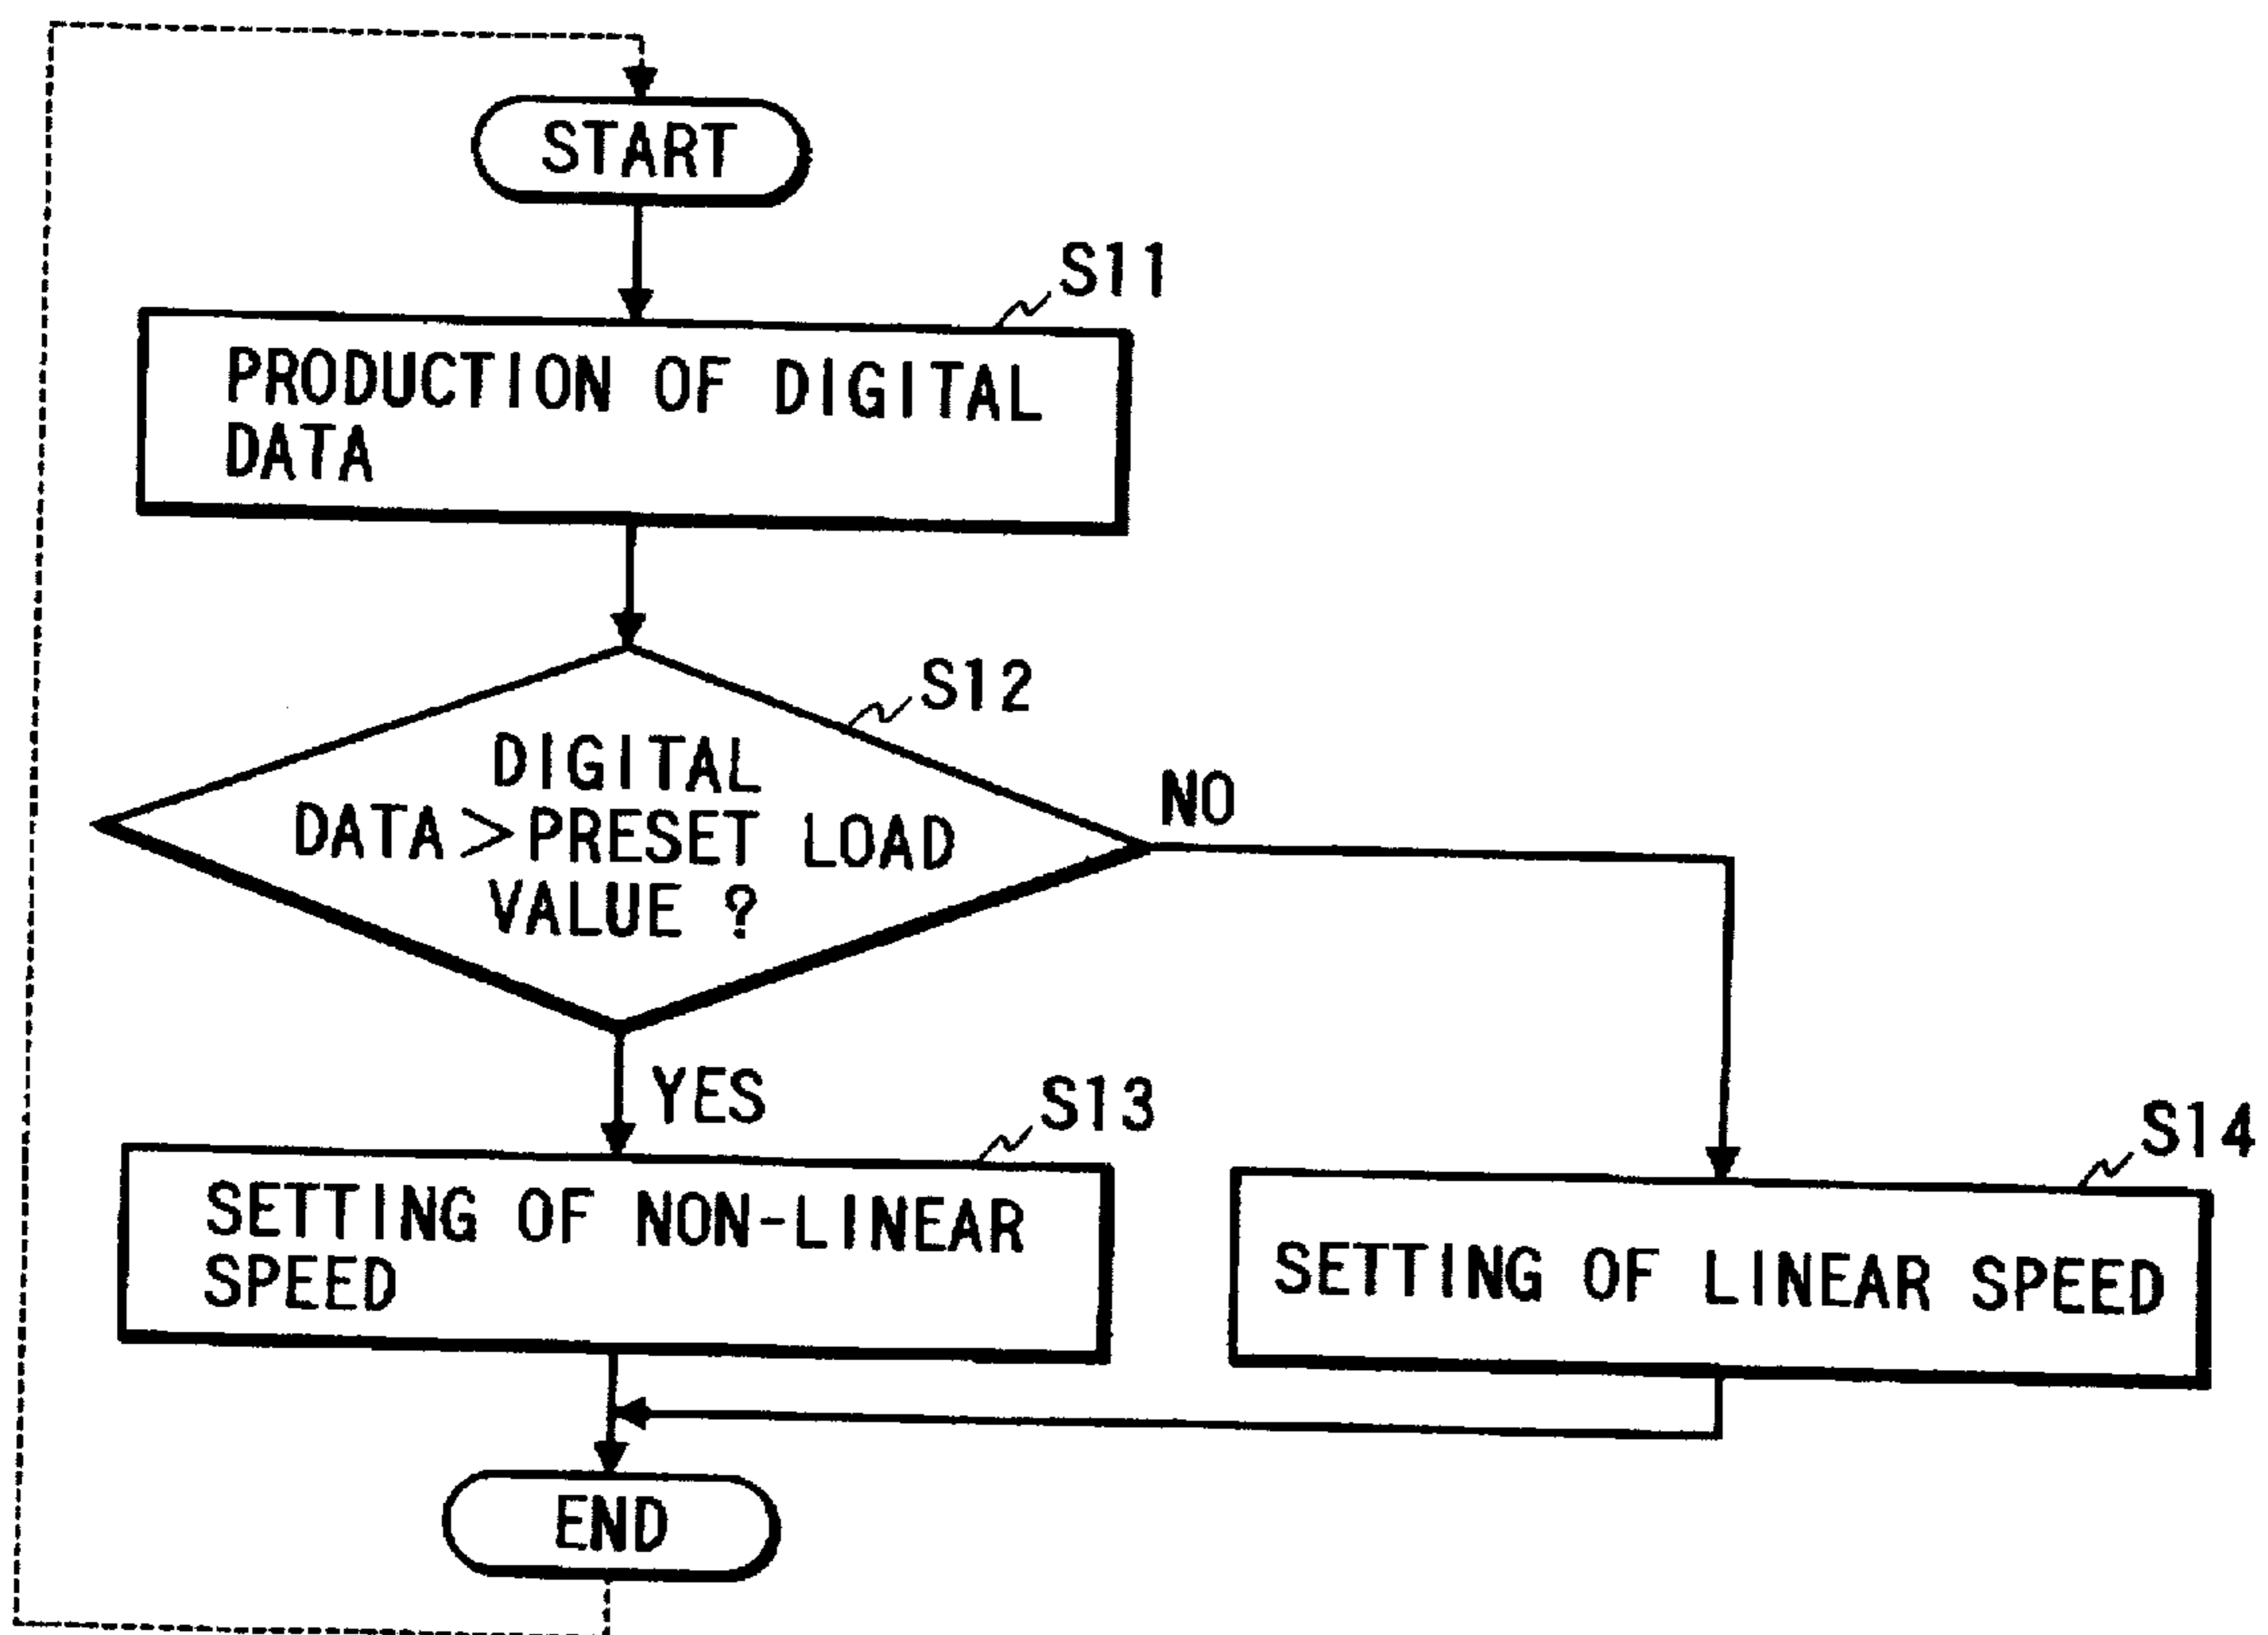 START
S11
PRODUCTION OF DIGITAL
DATA
S12
DIGITAL
DATA>PRESET LOAD
VALUE ?
NO
YES
S13
SETTING OF NON-LINEAR
SPEED
S14
SETTING OF LINEAR SPEED
END